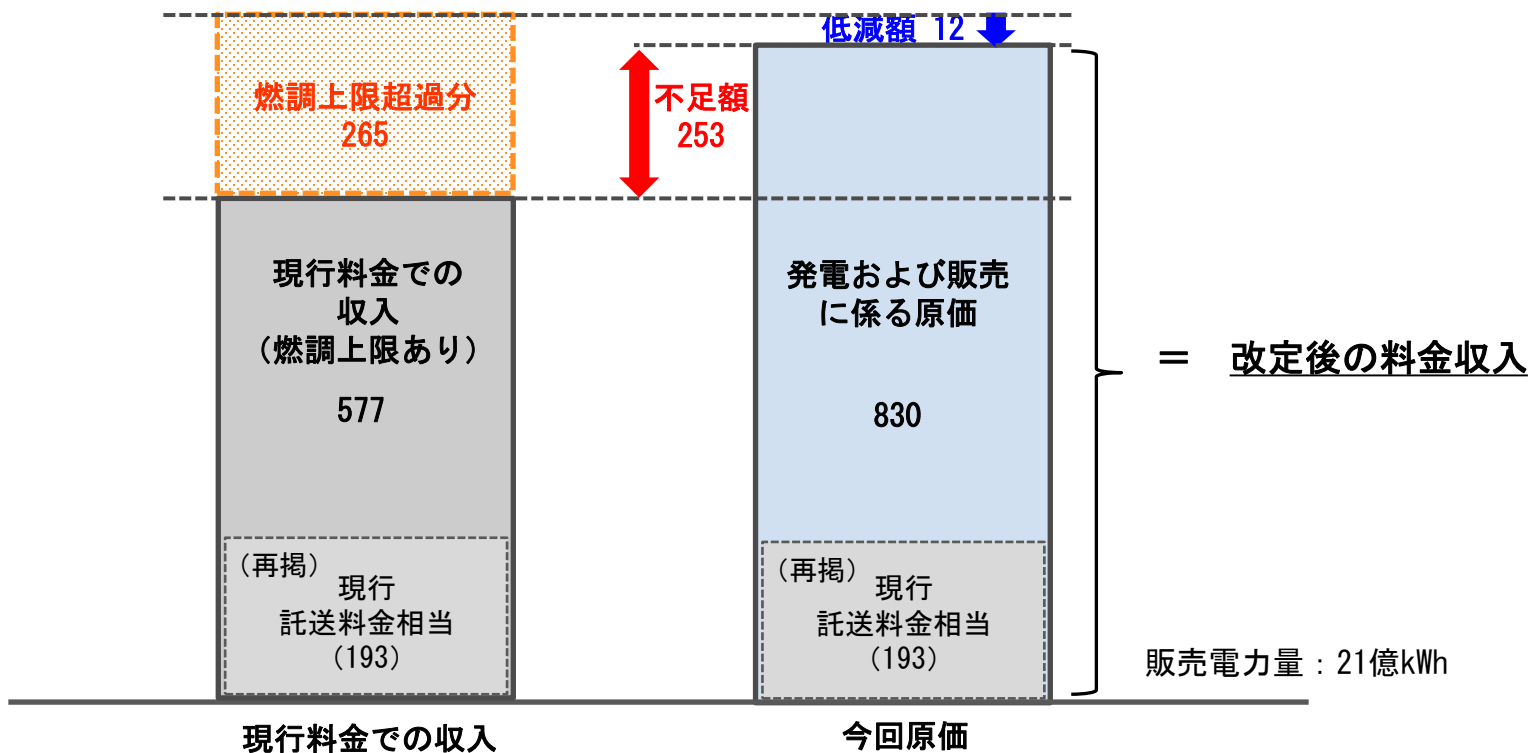 低減額 12
燃調上限超過分
265
不足額
253
現行料金での
収入
（燃調上限あり）
577
発電および販売
に係る原価
830
＝ 改定後の料金収入
（再掲）
現行
託送料金相当
(193)
（再掲）
現行
託送料金相当
(193)
販売電力量：21億kWh
現行料金での収入
今回原価